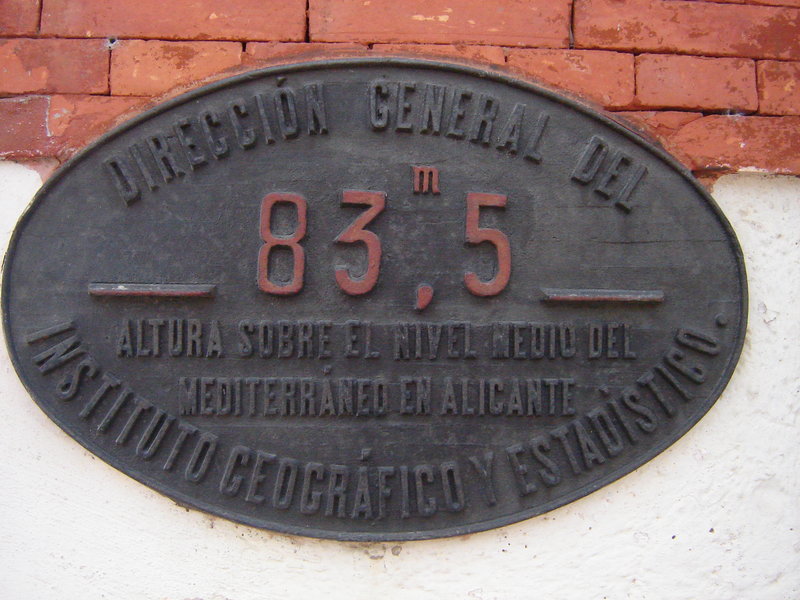 DIRECCIÓN GENERAL DEL
83,5 m
ALTURA SOBRE EL NIVEL MEDIO DEL
MEDITERRÁNEO EN ALICANTE
INSTITUTO GEOGRÁFICO Y ESTADÍSTICO.